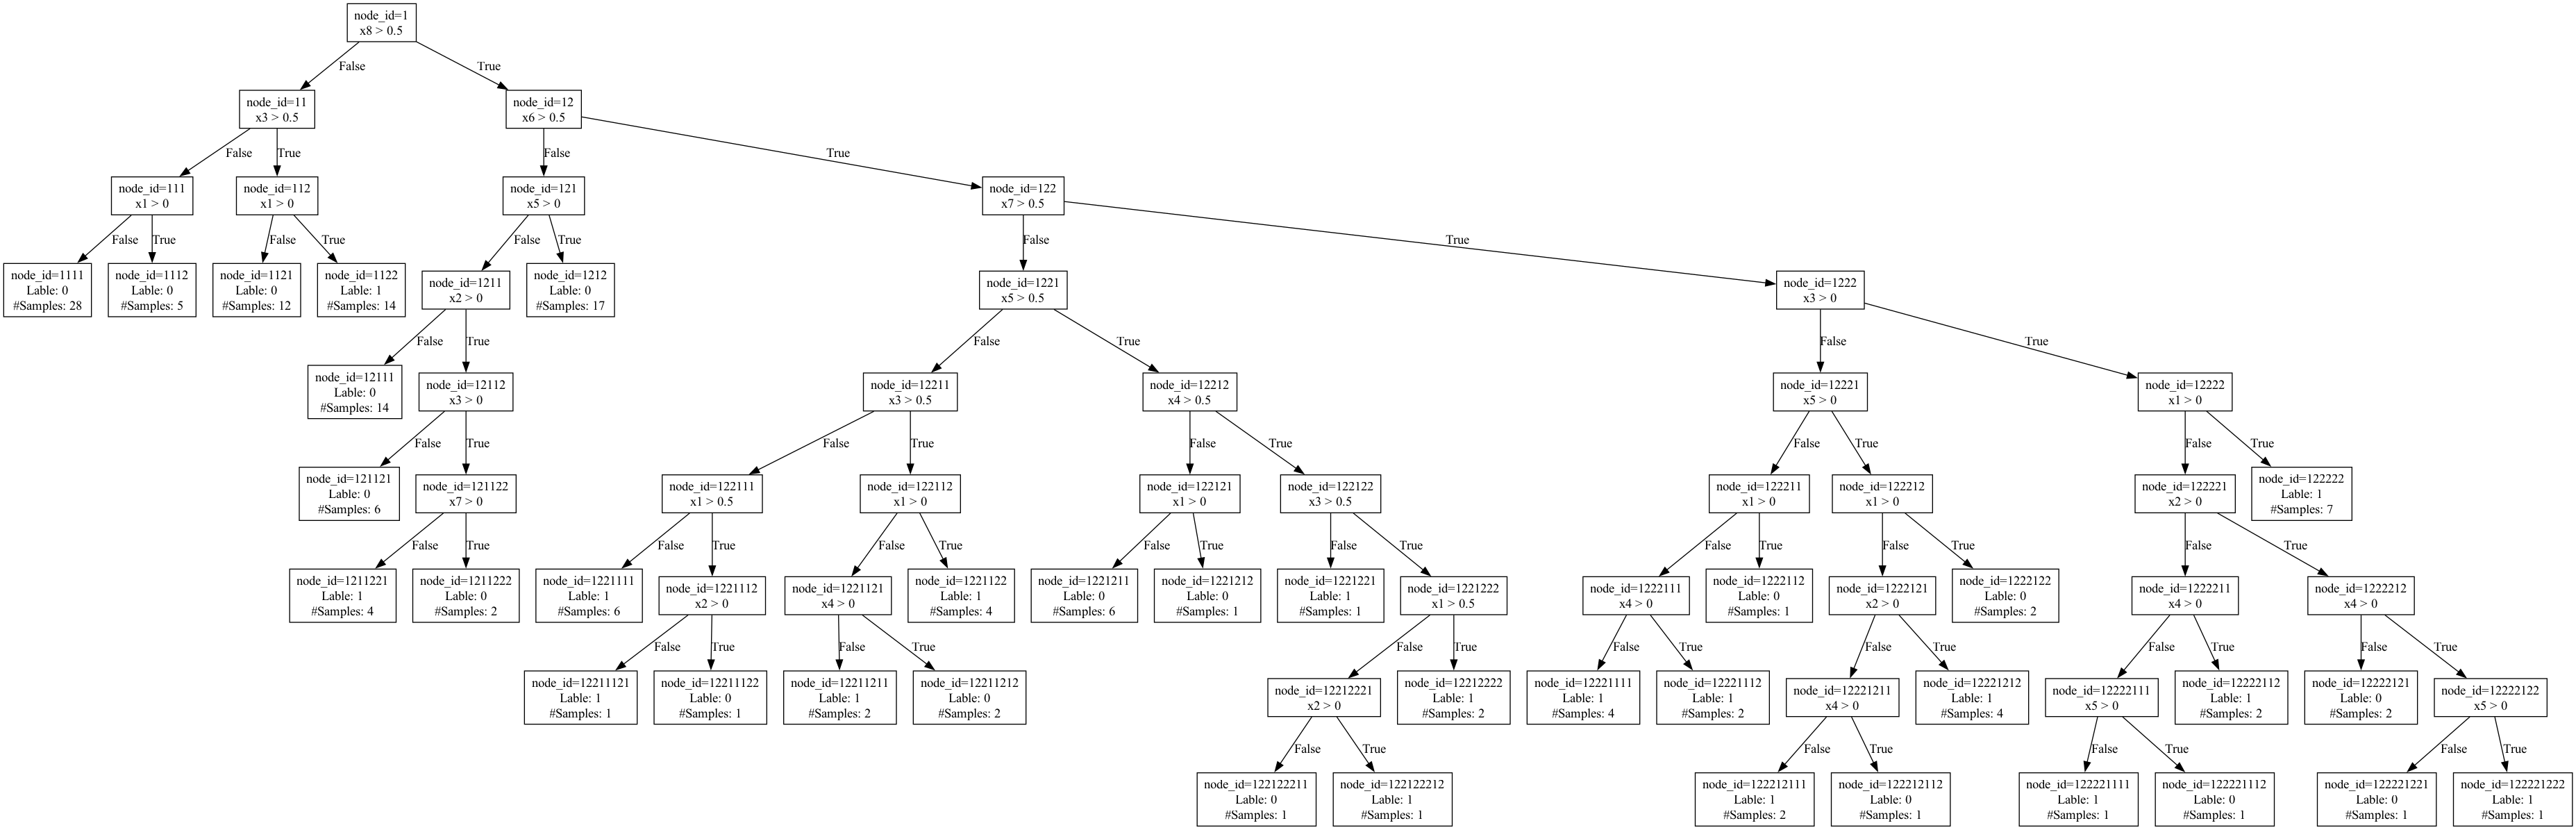 node_id=1
x8 > 0.5
False
True
node_id=11
x3 > 0.5
node_id=12
x6 > 0.5
False
True
False
True
node_id=111
x1 > 0
node_id=112
x1 > 0
node_id=121
x5 > 0
node_id=122
x7 > 0.5
False
True
False
True
False
True
False
True
node_id=1111
Lable: 0
#Samples: 28
node_id=1112
Lable: 0
#Samples: 5
node_id=1121
Lable: 0
#Samples: 12
node_id=1122
Lable: 1
#Samples: 14
node_id=1211
x2 > 0
node_id=1212
Lable: 0
#Samples: 17
node_id=1221
x5 > 0.5
node_id=1222
x3 > 0
False
True
False
True
False
True
node_id=12111
Lable: 0
#Samples: 14
node_id=12112
x3 > 0
node_id=12211
x3 > 0.5
node_id=12212
x4 > 0.5
node_id=12221
x5 > 0
node_id=12222
x1 > 0
False
True
False
True
False
True
False
True
False
True
node_id=121121
Lable: 0
#Samples: 6
node_id=121122
x7 > 0
node_id=122111
x1 > 0.5
node_id=122112
x1 > 0
node_id=122121
x1 > 0
node_id=122122
x3 > 0.5
node_id=122211
x1 > 0
node_id=122212
x1 > 0
node_id=122221
x2 > 0
node_id=122222
Lable: 1
#Samples: 7
False
True
False
True
False
True
False
True
False
True
False
True
False
True
False
True
node_id=1211221
Lable: 1
#Samples: 4
node_id=1211222
Lable: 0
#Samples: 2
node_id=1221111
Lable: 1
#Samples: 6
node_id=1221112
x2 > 0
node_id=1221121
x4 > 0
node_id=1221122
Lable: 1
#Samples: 4
node_id=1221211
Lable: 0
#Samples: 6
node_id=1221212
Lable: 0
#Samples: 1
node_id=1221221
Lable: 1
#Samples: 1
node_id=1221222
x1 > 0.5
node_id=1222111
x4 > 0
node_id=1222112
Lable: 0
#Samples: 1
node_id=1222121
x2 > 0
node_id=1222122
Lable: 0
#Samples: 2
node_id=1222211
x4 > 0
node_id=1222212
x4 > 0
False
True
False
True
False
True
False
True
False
True
False
True
False
True
node_id=12211121
Lable: 1
#Samples: 1
node_id=12211122
Lable: 0
#Samples: 1
node_id=12211211
Lable: 1
#Samples: 2
node_id=12211212
Lable: 0
#Samples: 2
node_id=12212221
x2 > 0
node_id=12212222
Lable: 1
#Samples: 2
node_id=12221111
Lable: 1
#Samples: 4
node_id=12221112
Lable: 1
#Samples: 2
node_id=12221211
x4 > 0
node_id=12221212
Lable: 1
#Samples: 4
node_id=12222111
x5 > 0
node_id=12222112
Lable: 1
#Samples: 2
node_id=12222121
Lable: 0
#Samples: 2
node_id=12222122
x5 > 0
False
True
False
True
False
True
False
True
node_id=122122211
Lable: 0
#Samples: 1
node_id=122122212
Lable: 1
#Samples: 1
node_id=122212111
Lable: 1
#Samples: 2
node_id=122212112
Lable: 0
#Samples: 1
node_id=122221111
Lable: 1
#Samples: 1
node_id=122221112
Lable: 0
#Samples: 1
node_id=122221221
Lable: 0
#Samples: 1
node_id=122221222
Lable: 1
#Samples: 1